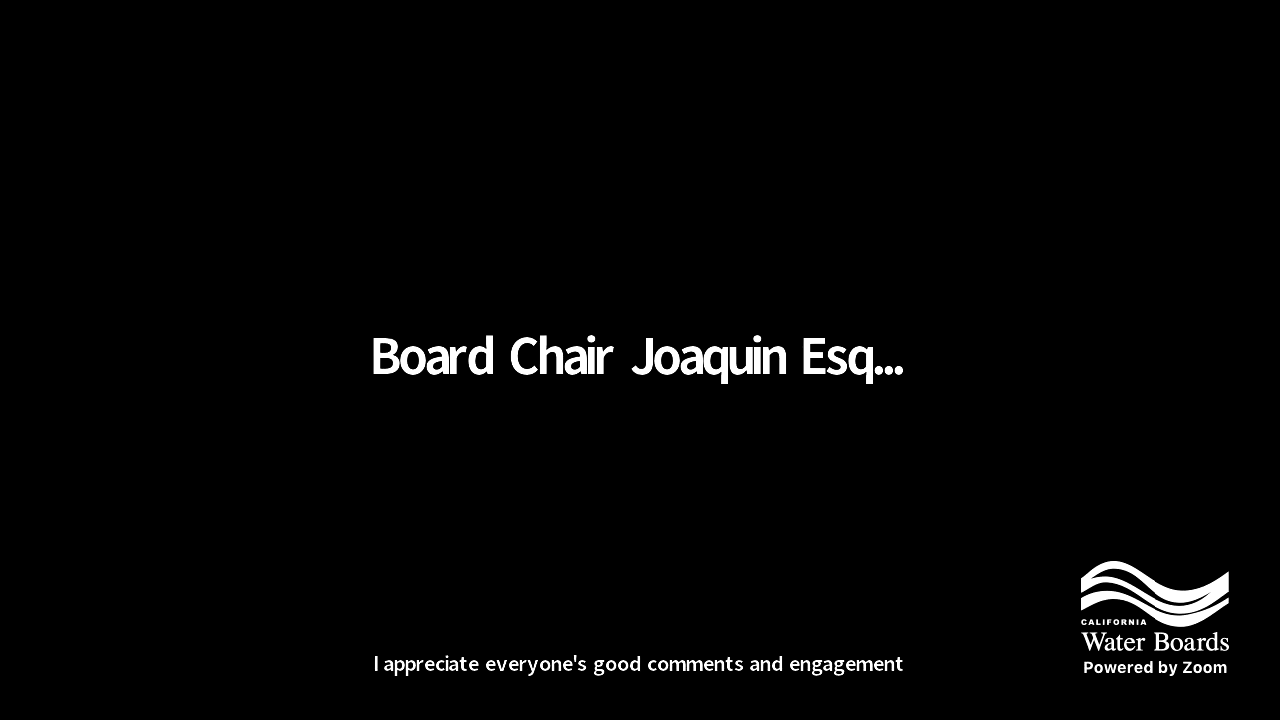 Board Chair Joaquin Esq...
CALIFORNIA
Water Boards
I appreciate everyone's good comments and engagement
Powered by Zoom